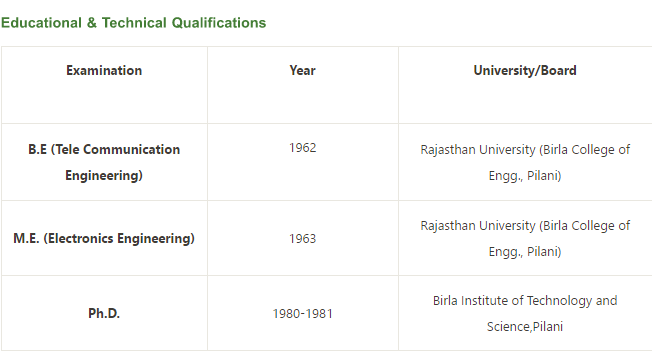 Educational & Technical Qualifications
Examination Year University/Board
B.E (Tele Communication
Engineering)
1962
Rajasthan University (Birla College of
Engg., Pilani)
M.E. (Electronics Engineering)
1963
Rajasthan University (Birla College of
Engg., Pilani)
Ph.D.
1980-1981
Birla Institute of Technology and
Science,Pilani